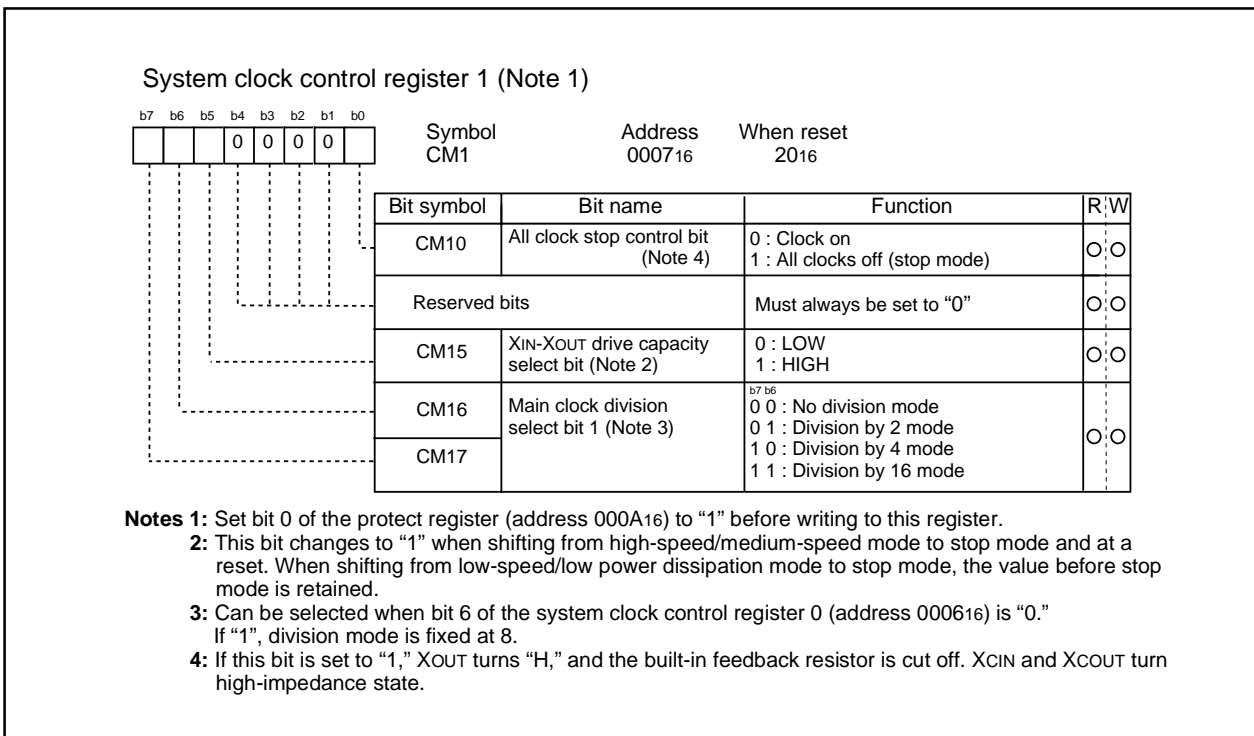 System clock control register 1 (Note 1)
b7 b6 b5 b4 b3 b2 b1 b0
0 0 0 0
Symbol Address When reset
CM1 000716 2016
Bit symbol Bit name Function R W
CM10 All clock stop control bit (Note 4) 0 : Clock on
1 : All clocks off (stop mode)
Reserved bits Must always be set to “0”
CM15 XIN-XOUT drive capacity select bit (Note 2) 0 : LOW
1 : HIGH
CM16 Main clock division select bit 1 (Note 3) b7 b6
0 0 : No division mode
0 1 : Division by 2 mode
CM17 1 0 : Division by 4 mode
1 1 : Division by 16 mode
Notes 1: Set bit 0 of the protect register (address 000A16) to “1” before writing to this register.
2: This bit changes to “1” when shifting from high-speed/medium-speed mode to stop mode and at a
reset. When shifting from low-speed/low power dissipation mode to stop mode, the value before stop
mode is retained.
3: Can be selected when bit 6 of the system clock control register 0 (address 000616) is “0.”
If “1”, division mode is fixed at 8.
4: If this bit is set to “1,” XOUT turns “H,” and the built-in feedback resistor is cut off. XCIN and XCOUT turn
high-impedance state.